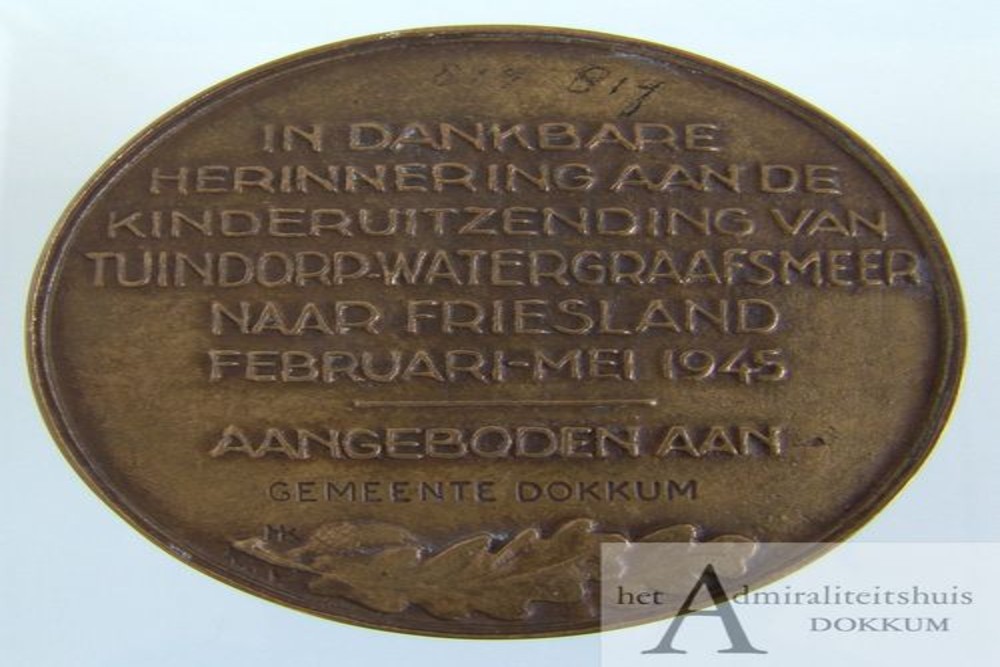 IN DANKBARE
HERINNERING AAN DE
KINDERUITZENDING VAN
TUINDORP-WATERGRAAFSMEER
NAAR FRIESLAND
FEBRUARI-MEI 1945
AANGEBODEN AAN
GEMEENTE DOKKUM
het Admiraliteitshuis
DOKKUM